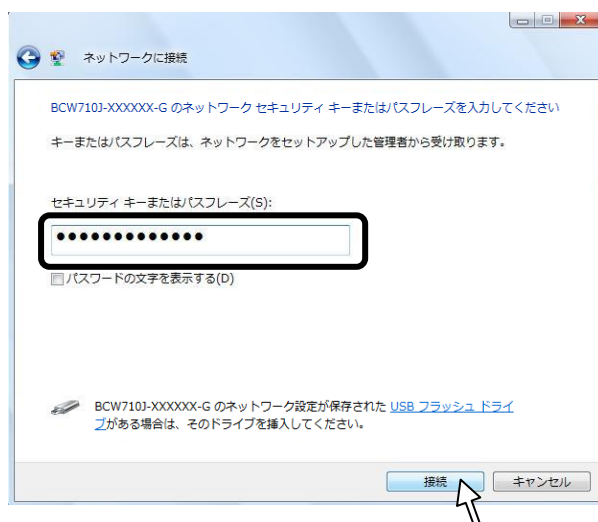 ネットワークに接続
BCW710J-XXXXXX-G のネットワーク セキュリティ キーまたはパスフレーズを入力してください
キーまたはパスフレーズは、ネットワークをセットアップした管理者から受け取ります。
セキュリティ キーまたはパスフレーズ(S):
●●●●●●●●●●●●●
パスワードの文字を表示する(D)
BCW710J-XXXXXX-G のネットワーク設定が保存された USB フラッシュ ドライ
ブがある場合は、そのドライブを挿入してください。
接続
キャンセル